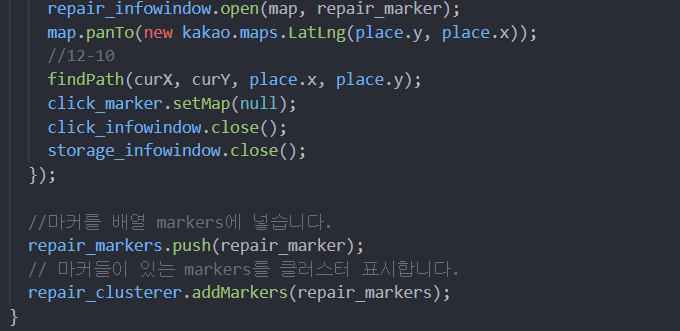 repair_infowindow.open(map, repair_marker);
map.panTo(new kakao.maps.LatLng(place.y, place.x));
//12-10
findPath(curX, curY, place.x, place.y);
click_marker.setMap(null);
click_infowindow.close();
storage_infowindow.close();
});
//마커를 배열 markers에 넣습니다.
repair_markers.push(repair_marker);
// 마커들이 있는 markers를 클러스터 표시합니다.
repair_clusterer.addMarkers(repair_markers);
}